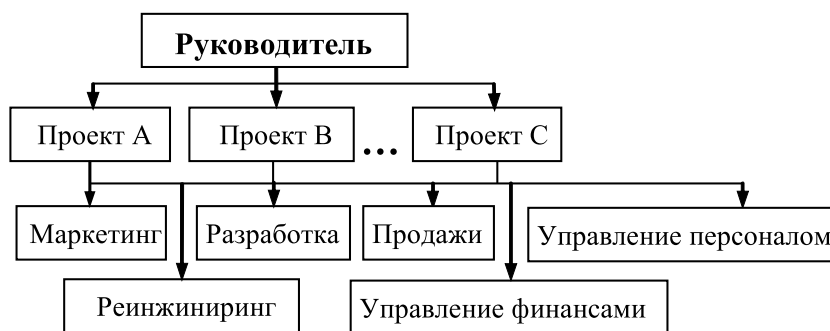 Руководитель
Проект А
Проект В
...
Проект С
Маркетинг
Разработка
Продажи
Управление персоналом
Реинжиниринг
Управление финансами